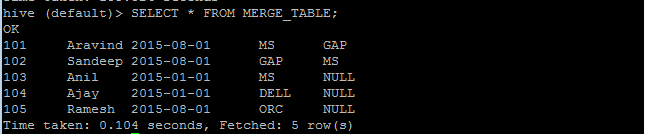 hive (default)> SELECT * FROM MERGE_TABLE;
OK
101 Aravind 2015-08-01 MS GAP
102 Sandeep 2015-08-01 GAP MS
103 Anil 2015-01-01 MS NULL
104 Ajay 2015-01-01 DELL NULL
105 Ramesh 2015-08-01 ORC NULL
Time taken: 0.104 seconds, Fetched: 5 row(s)